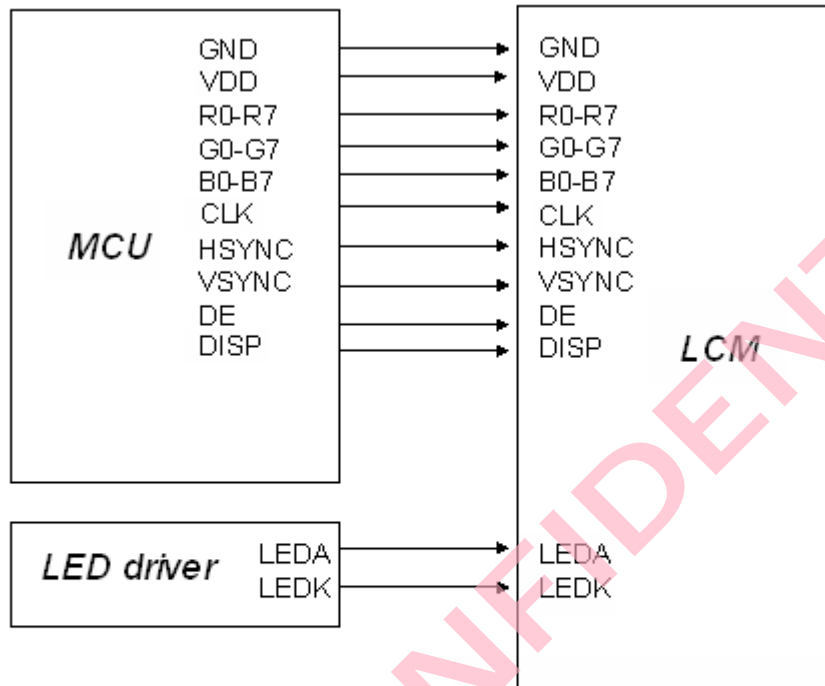 GND
VDD
R0-R7
G0-G7
B0-B7
CLK
HSYNC
VSYNC
DE
DISP
MCU
GND
VDD
R0-R7
G0-G7
B0-B7
CLK
HSYNC
VSYNC
DE
DISP
LCM
LED driver
LEDA
LEDK
LEDA
LEDK
NFIDENT